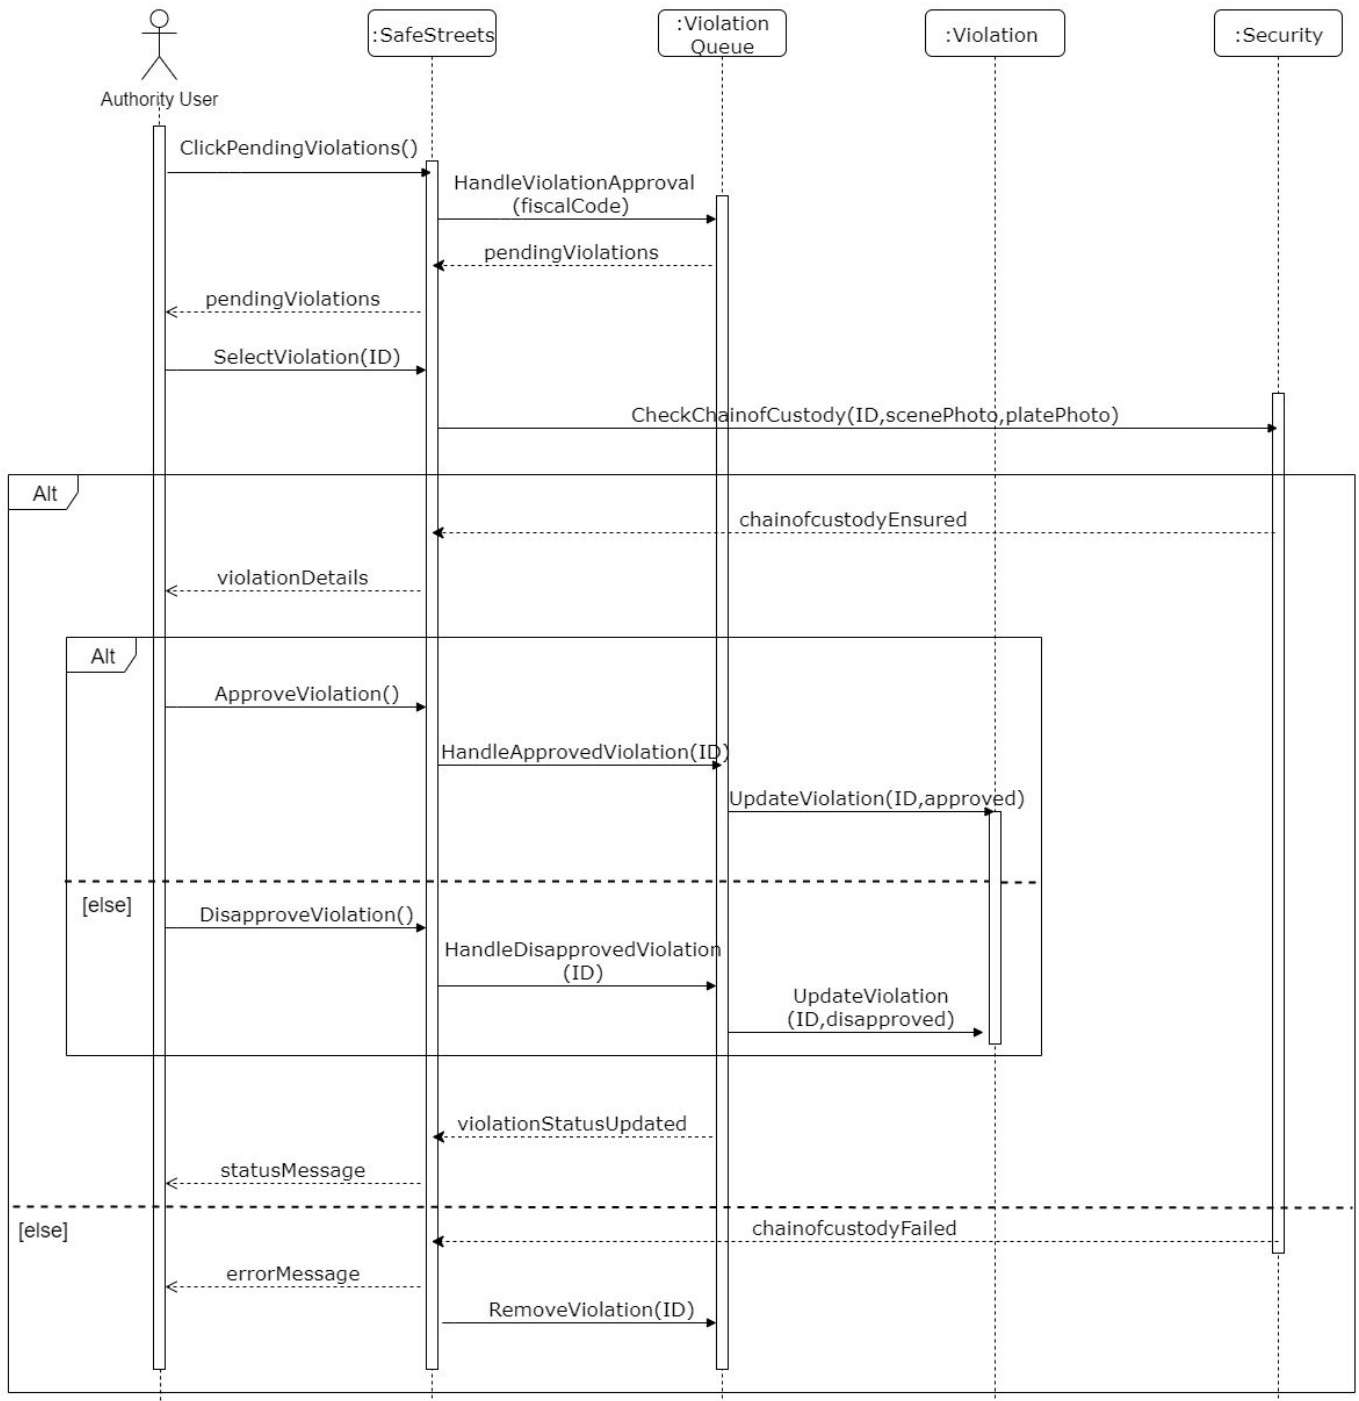 :SafeStreets
:Violation
Queue
:Violation
:Security
Authority User
ClickPendingViolations()
HandleViolationApproval
(fiscalCode)
pendingViolations
pendingViolations
SelectViolation(ID)
CheckChainofCustody(ID,scenePhoto,platePhoto)
Alt
chainofcustodyEnsured
violationDetails
Alt
ApproveViolation()
HandleApprovedViolation(ID)
UpdateViolation(ID,approved)
[else]
DisapproveViolation()
HandleDisapprovedViolation
(ID)
UpdateViolation
(ID,disapproved)
violationStatusUpdated
statusMessage
[else]
chainofcustodyFailed
errorMessage
RemoveViolation(ID)